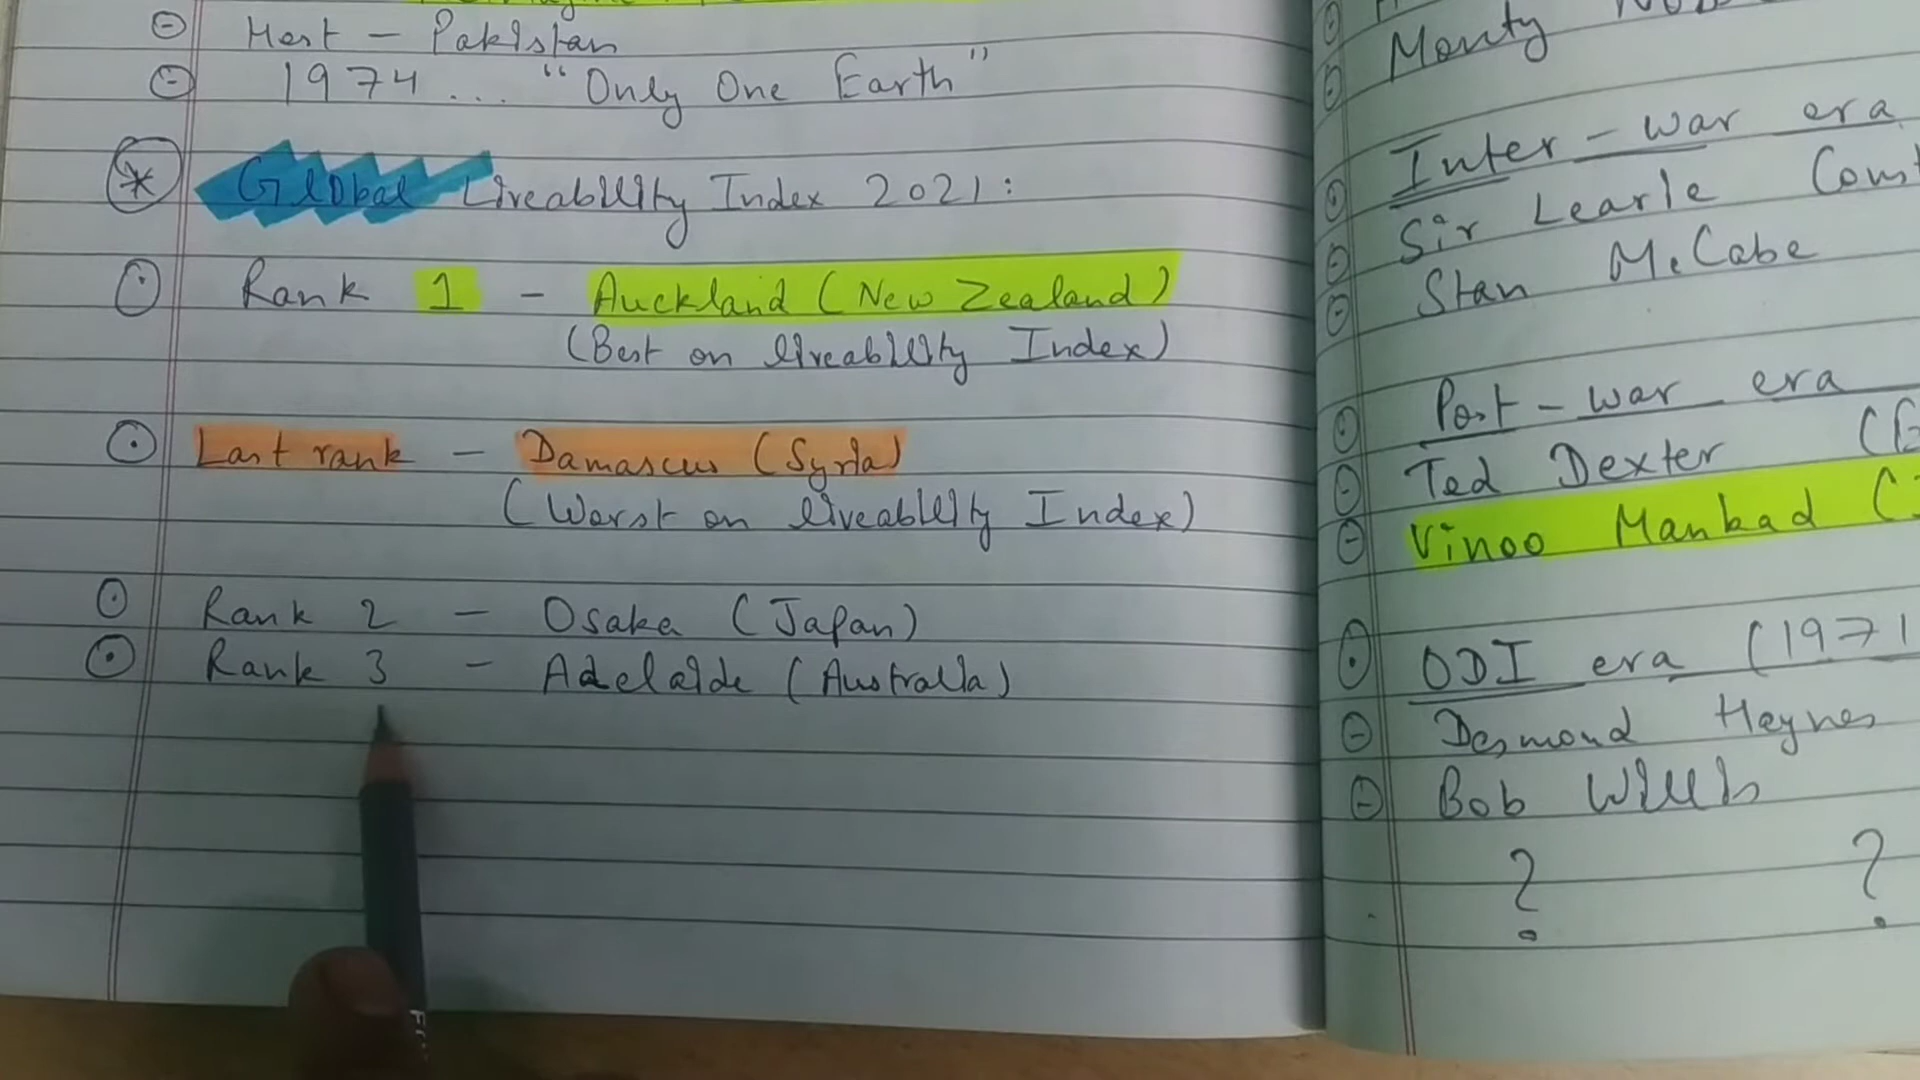 Host - Pakistan
1974 ... "Only One Earth"
Global Liveability Index 2021:
Rank 1 - Auckland (New Zealand)
(Best on liveability Index)
Last rank - Damascus (Syria)
(Worst on liveability Index)
Rank 2 - Osaka (Japan)
Rank 3 - Adelaide (Australia)
Monty
Inter-war era
Sir Learie
Stan McCabe
Post-war era
Ted Dexter
Vinoo Mankad
ODI era (1971
Desmond Haynes
Bob Willis
? ?